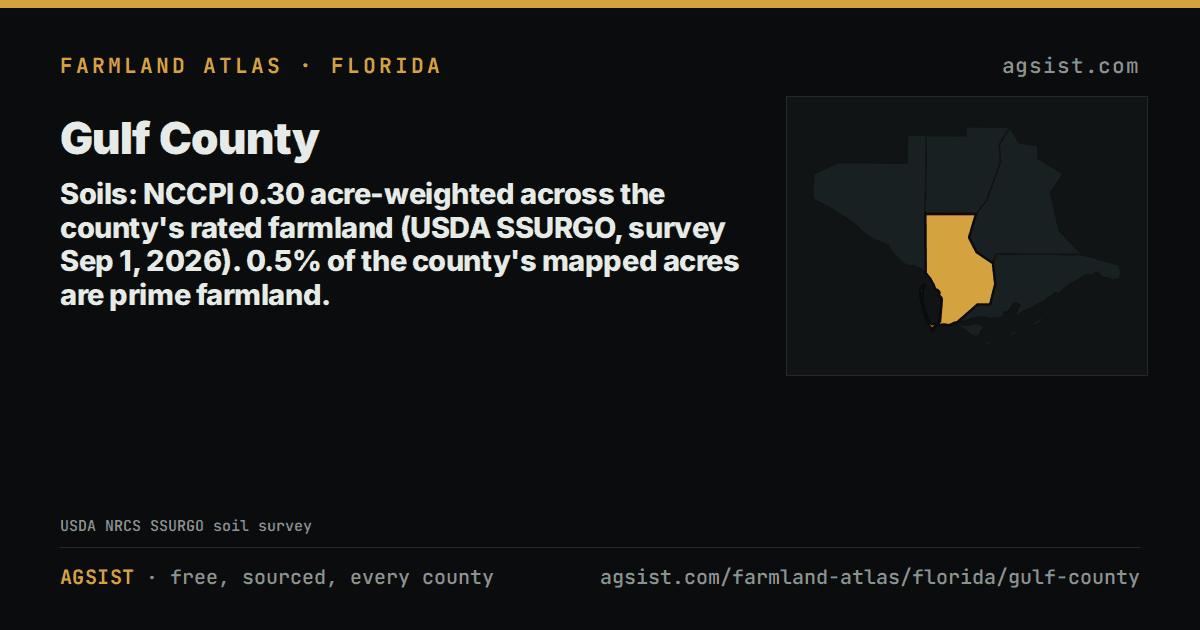 FARMLAND ATLAS · FLORIDA
agsist.com
Gulf County
Soils: NCCPI 0.30 acre-weighted across the
county's rated farmland (USDA SSURGO, survey
Sep 1, 2026). 0.5% of the county's mapped acres
are prime farmland.
USDA NRCS SSURGO soil survey
AGSIST · free, sourced, every county
agsist.com/farmland-atlas/florida/gulf-county